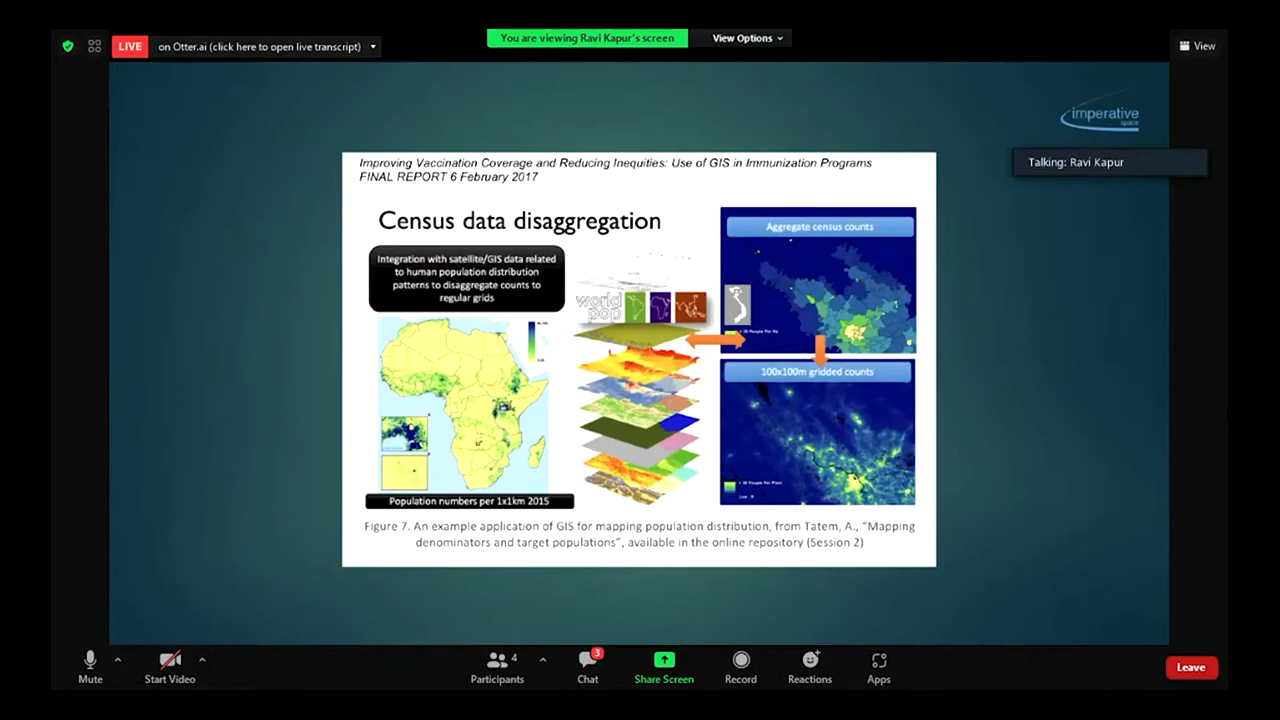 LIVE
on Otter.ai (click here to open live transcript)
You are viewing Ravi Kapur's screen
View Options
View
imperative
space
Talking: Ravi Kapur
Improving Vaccination Coverage and Reducing Inequities: Use of GIS in Immunization Programs
FINAL REPORT 6 February 2017
Census data disaggregation
Integration with satellite/GIS data related
to human population distribution
patterns to disaggregate counts to
regular grids
world
pop
Aggregate census counts
100x100m gridded counts
Population numbers per 1x1km 2015
Figure 7. An example application of GIS for mapping population distribution, from Tatem, A., "Mapping
denominators and target populations", available in the online repository (Session 2)
Mute
Start Video
4
Participants
3
Chat
Share Screen
Record
Reactions
Apps
Leave